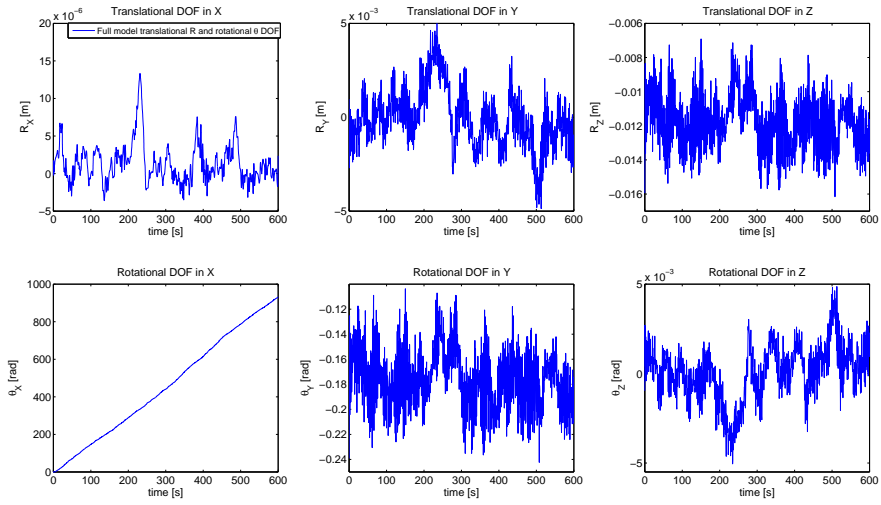 Translational DOF in X
x 10⁻⁶
Full model translational R and rotational θ DOF
20
15
10
5
0
−5
R_X [m]
0 100 200 300 400 500 600
time [s]
Translational DOF in Y
x 10⁻³
5
0
−5
R_Y [m]
0 100 200 300 400 500 600
time [s]
Translational DOF in Z
−0.006
−0.008
−0.01
−0.012
−0.014
−0.016
R_Z [m]
0 100 200 300 400 500 600
time [s]
Rotational DOF in X
1000
800
600
400
200
0
θ_X [rad]
0 100 200 300 400 500 600
time [s]
Rotational DOF in Y
−0.12
−0.14
−0.16
−0.18
−0.2
−0.22
−0.24
θ_Y [rad]
0 100 200 300 400 500 600
time [s]
Rotational DOF in Z
x 10⁻³
5
0
−5
θ_Z [rad]
0 100 200 300 400 500 600
time [s]